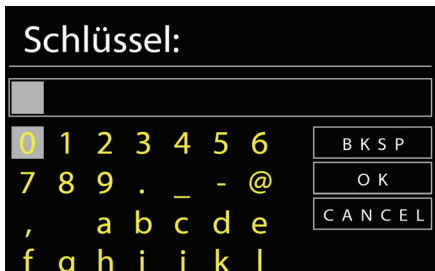 Schlüssel:
0 1 2 3 4 5 6
BKSP
7 8 9 . _ - @
OK
, a b c d e
CANCEL
f g h i j k l